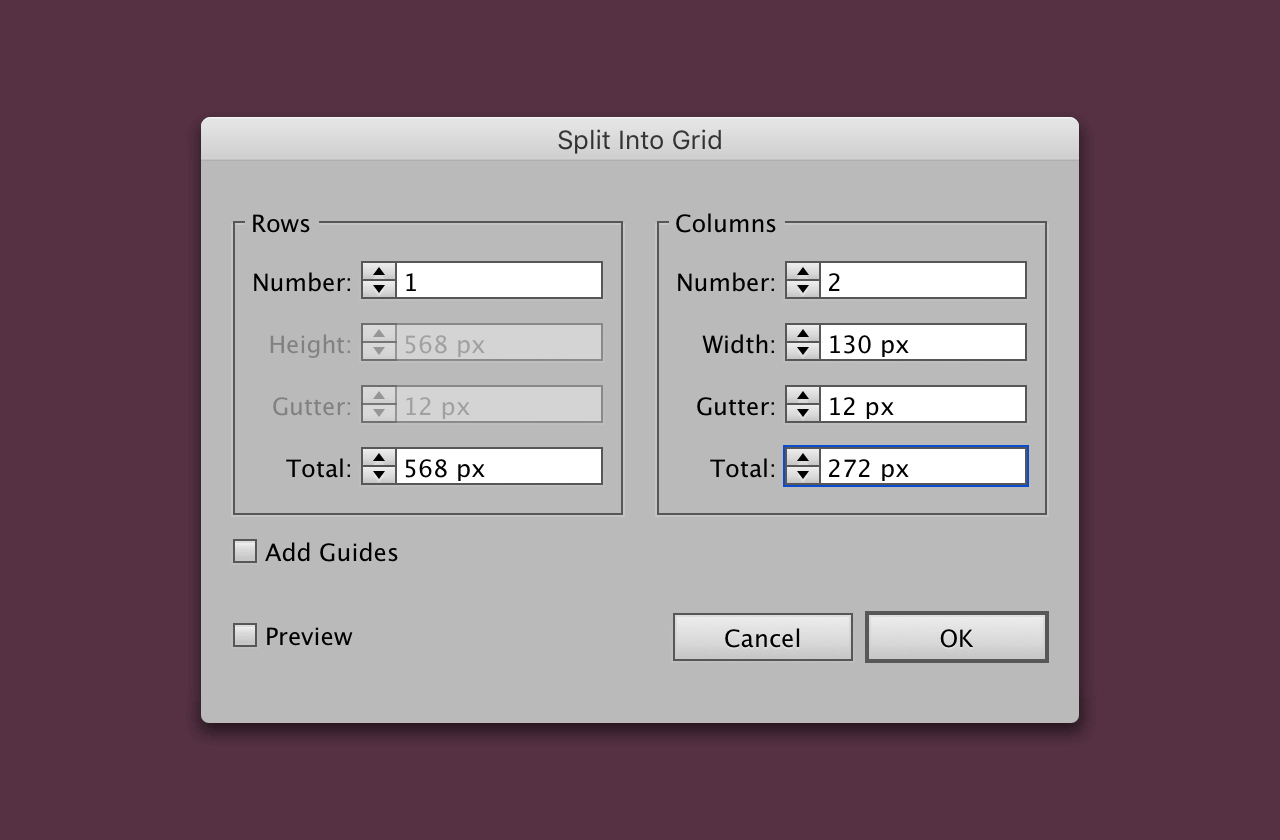 Split Into Grid
Rows
Number: 1
Height: 568 px
Gutter: 12 px
Total: 568 px
Columns
Number: 2
Width: 130 px
Gutter: 12 px
Total: 272 px
Add Guides
Preview
Cancel
OK